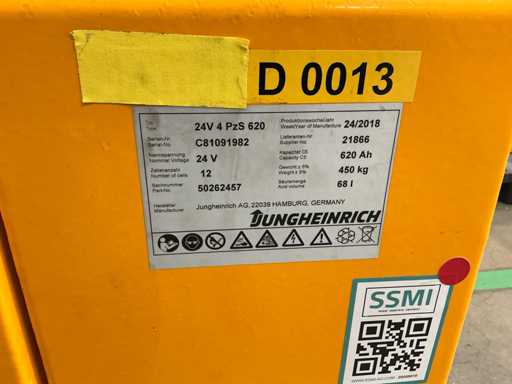 D 0013
Typ
Type
24V 4 PzS 620
Produktionswoche/Jahr
Week/Year of Manufacture
24/2018
Serien-Nr.
Serial-No.
C81091982
Lieferanten-Nr.
Supplier No.
21866
Nennspannung
Nominal Voltage
24 V
Kapazität C5
Capacity C5
620 Ah
Zellenanzahl
Number of cells
12
Gewicht ± 5%
Weight ± 5%
450 kg
Sachnummer
Part-No.
50262457
Säuremenge
Acid volume
68 l
Hersteller
Manufacturer
Jungheinrich AG, 22039 HAMBURG, GERMANY
JUNGHEINRICH
SSMI